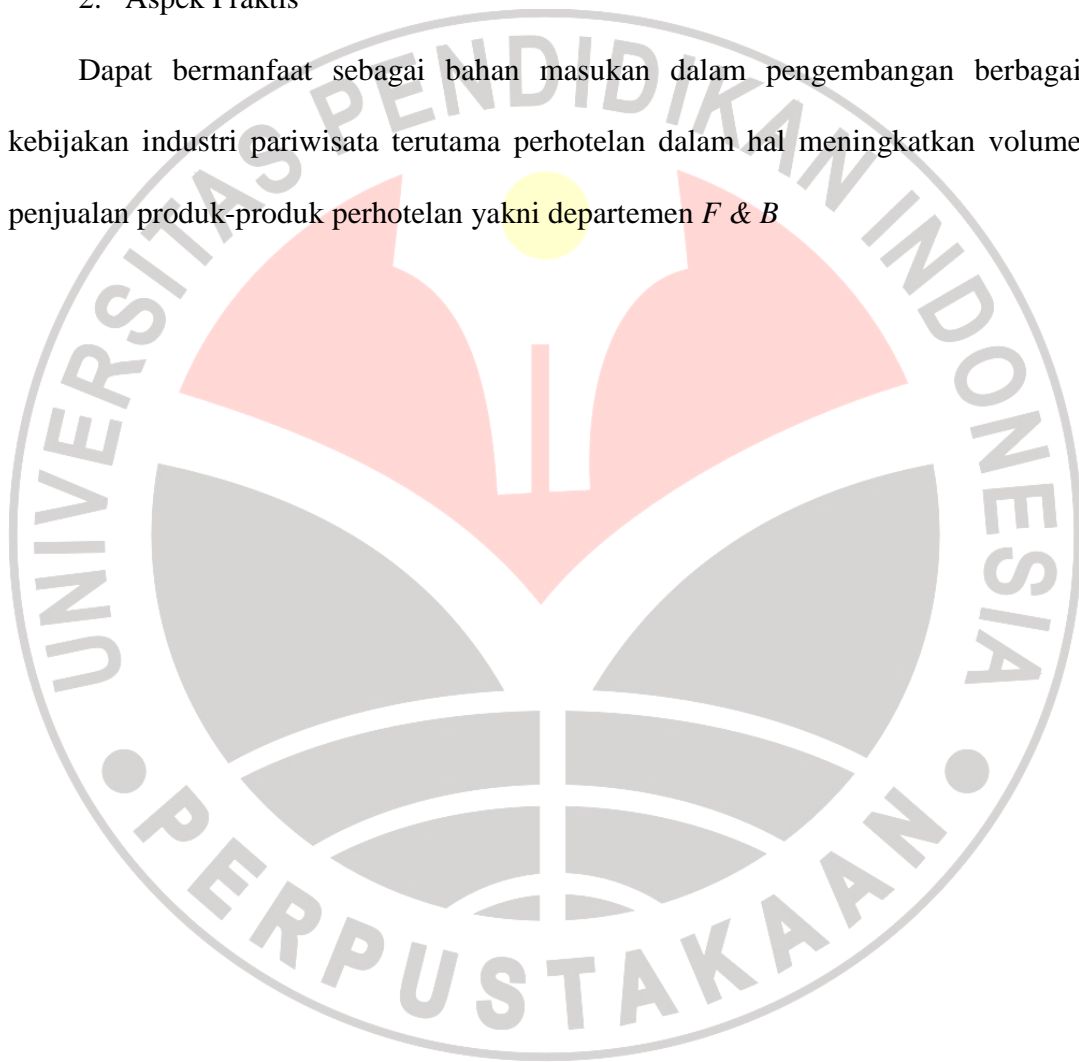 2. Aspek Praktis
Dapat bermanfaat sebagai bahan masukan dalam pengembangan berbagai
kebijakan industri pariwisata terutama perhotelan dalam hal meningkatkan volume
penjualan produk-produk perhotelan yakni departemen F & B
UNIVERSITAS PENDIDIKAN INDONESIA
PERPUSTAKAAN